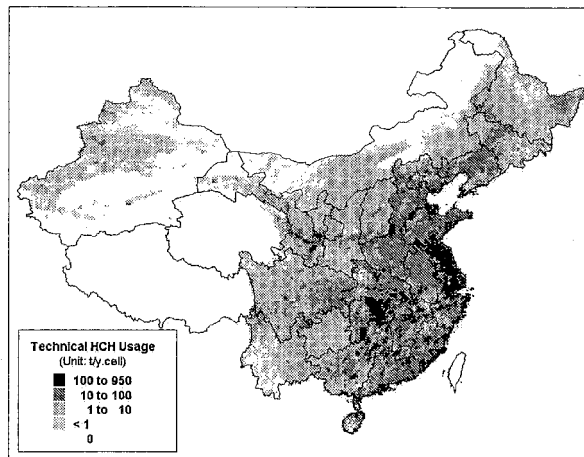 Technical HCH Usage
(Unit: t/y.cell)
100 to 950
10 to 100
1 to 10
< 1
0